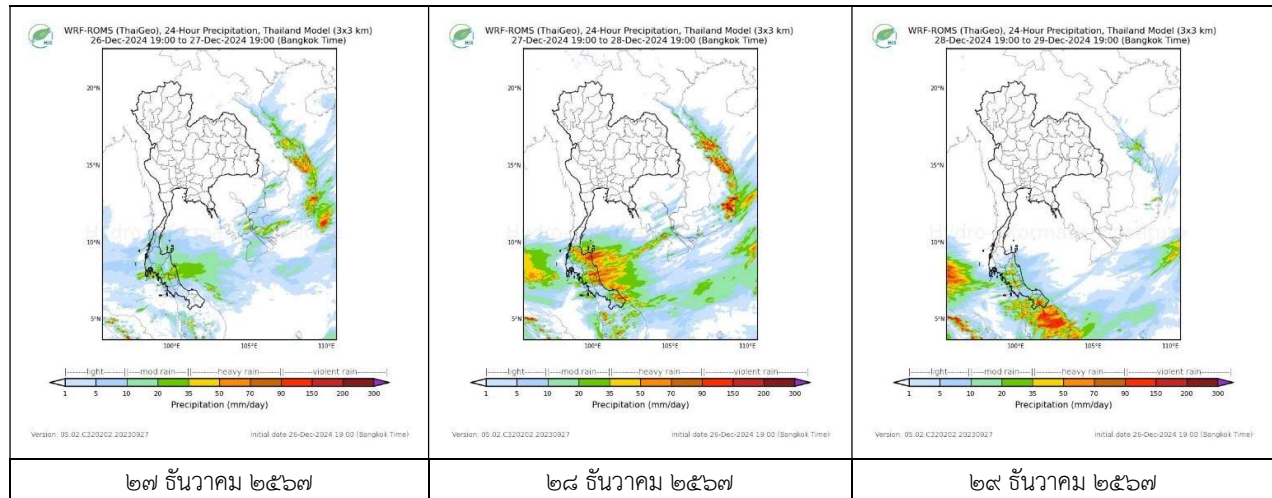 WRF-ROMS (ThaiGeo), 24-Hour Precipitation, Thailand Model (3x3 km)
26-Dec-2024 19:00 to 27-Dec-2024 19:00 (Bangkok Time)
20°N
15°N
10°N
5°N
100°E 105°E 110°E
|--------light-------||----mod rain----||--------heavy rain--------||--------violent rain--------|
1 5 10 20 35 50 70 90 150 200 300
Precipitation (mm/day)
Version: 05.02.C320202.20230927 initial date 26-Dec-2024 19:00 (Bangkok Time)
๒๗ ธันวาคม ๒๕๖๗
WRF-ROMS (ThaiGeo), 24-Hour Precipitation, Thailand Model (3x3 km)
27-Dec-2024 19:00 to 28-Dec-2024 19:00 (Bangkok Time)
20°N
15°N
10°N
5°N
100°E 105°E 110°E
|--------light-------||----mod rain----||--------heavy rain--------||--------violent rain--------|
1 5 10 20 35 50 70 90 150 200 300
Precipitation (mm/day)
Version: 05.02.C320202.20230927 initial date 26-Dec-2024 19:00 (Bangkok Time)
๒๘ ธันวาคม ๒๕๖๗
WRF-ROMS (ThaiGeo), 24-Hour Precipitation, Thailand Model (3x3 km)
28-Dec-2024 19:00 to 29-Dec-2024 19:00 (Bangkok Time)
20°N
15°N
10°N
5°N
100°E 105°E 110°E
|--------light-------||----mod rain----||--------heavy rain--------||--------violent rain--------|
1 5 10 20 35 50 70 90 150 200 300
Precipitation (mm/day)
Version: 05.02.C320202.20230927 initial date 26-Dec-2024 19:00 (Bangkok Time)
๒๙ ธันวาคม ๒๕๖๗